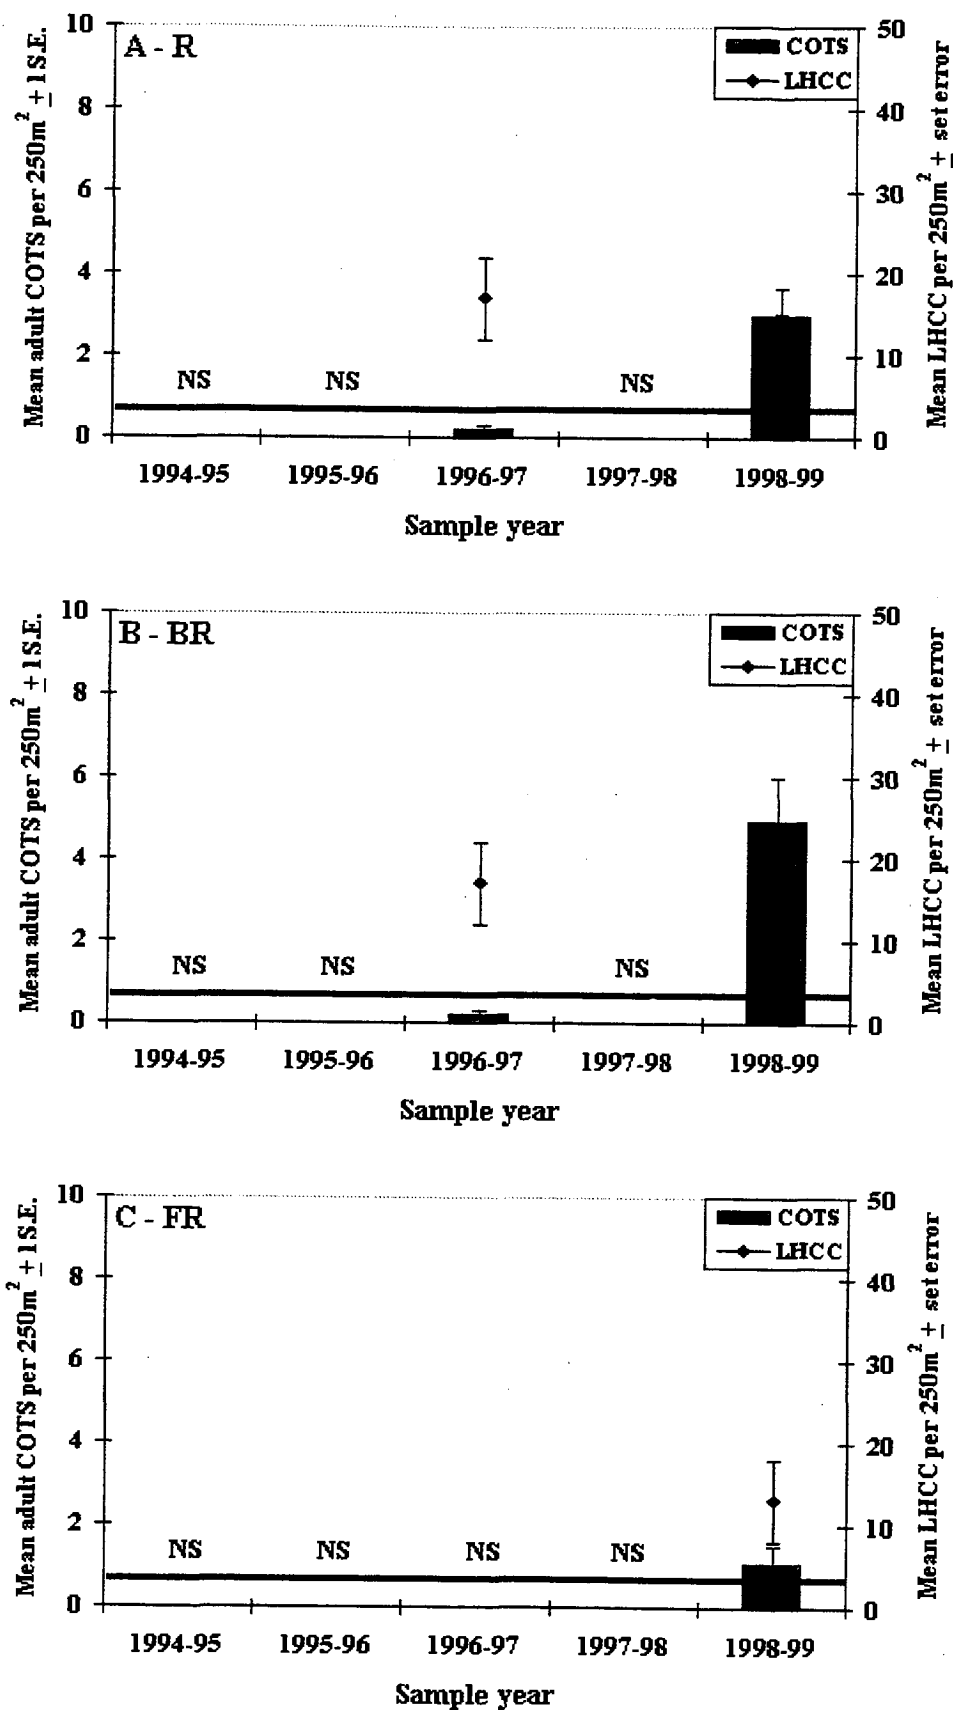 A - R
COTS
LHCC
Mean adult COTS per 250m² ± 1 S.E.
10
8
6
4
2
0
50
40
30
20
10
0
Mean LHCC per 250m² ± set error
NS NS NS
1994-95 1995-96 1996-97 1997-98 1998-99
Sample year
B - BR
COTS
LHCC
Mean adult COTS per 250m² ± 1 S.E.
10
8
6
4
2
0
50
40
30
20
10
0
Mean LHCC per 250m² ± set error
NS NS NS
1994-95 1995-96 1996-97 1997-98 1998-99
Sample year
C - FR
COTS
LHCC
Mean adult COTS per 250m² ± 1 S.E.
10
8
6
4
2
0
50
40
30
20
10
0
Mean LHCC per 250m² ± set error
NS NS NS NS
1994-95 1995-96 1996-97 1997-98 1998-99
Sample year